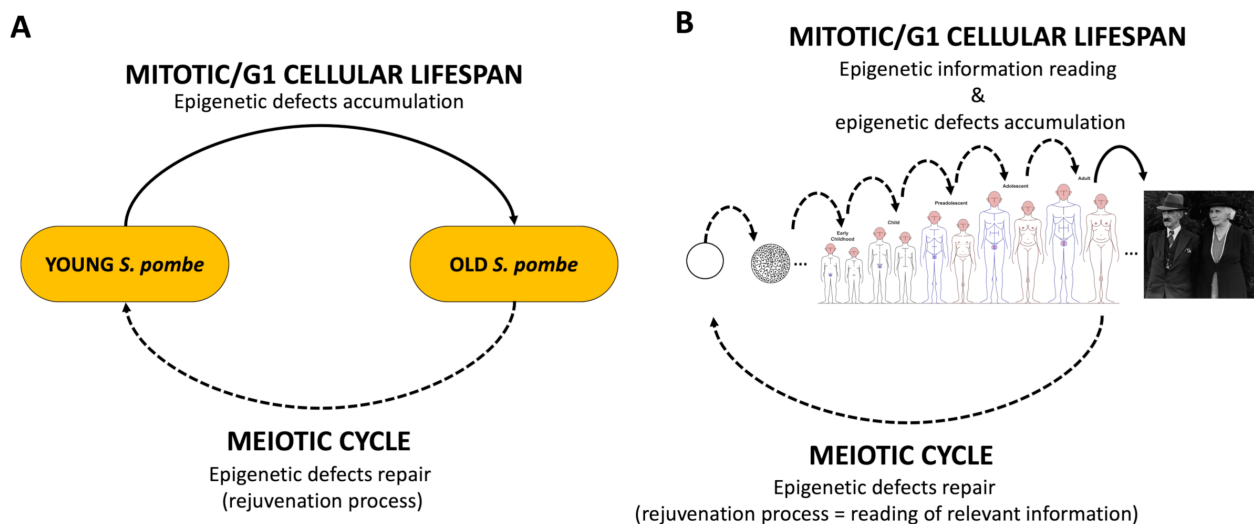 A
MITOTIC/G1 CELLULAR LIFESPAN
Epigenetic defects accumulation
YOUNG S. pombe
OLD S. pombe
MEIOTIC CYCLE
Epigenetic defects repair
(rejuvenation process)
B
MITOTIC/G1 CELLULAR LIFESPAN
Epigenetic information reading
&
epigenetic defects accumulation
...
Early
Childhood
Child
Preadolescent
Adolescent
Adult
...
MEIOTIC CYCLE
Epigenetic defects repair
(rejuvenation process = reading of relevant information)